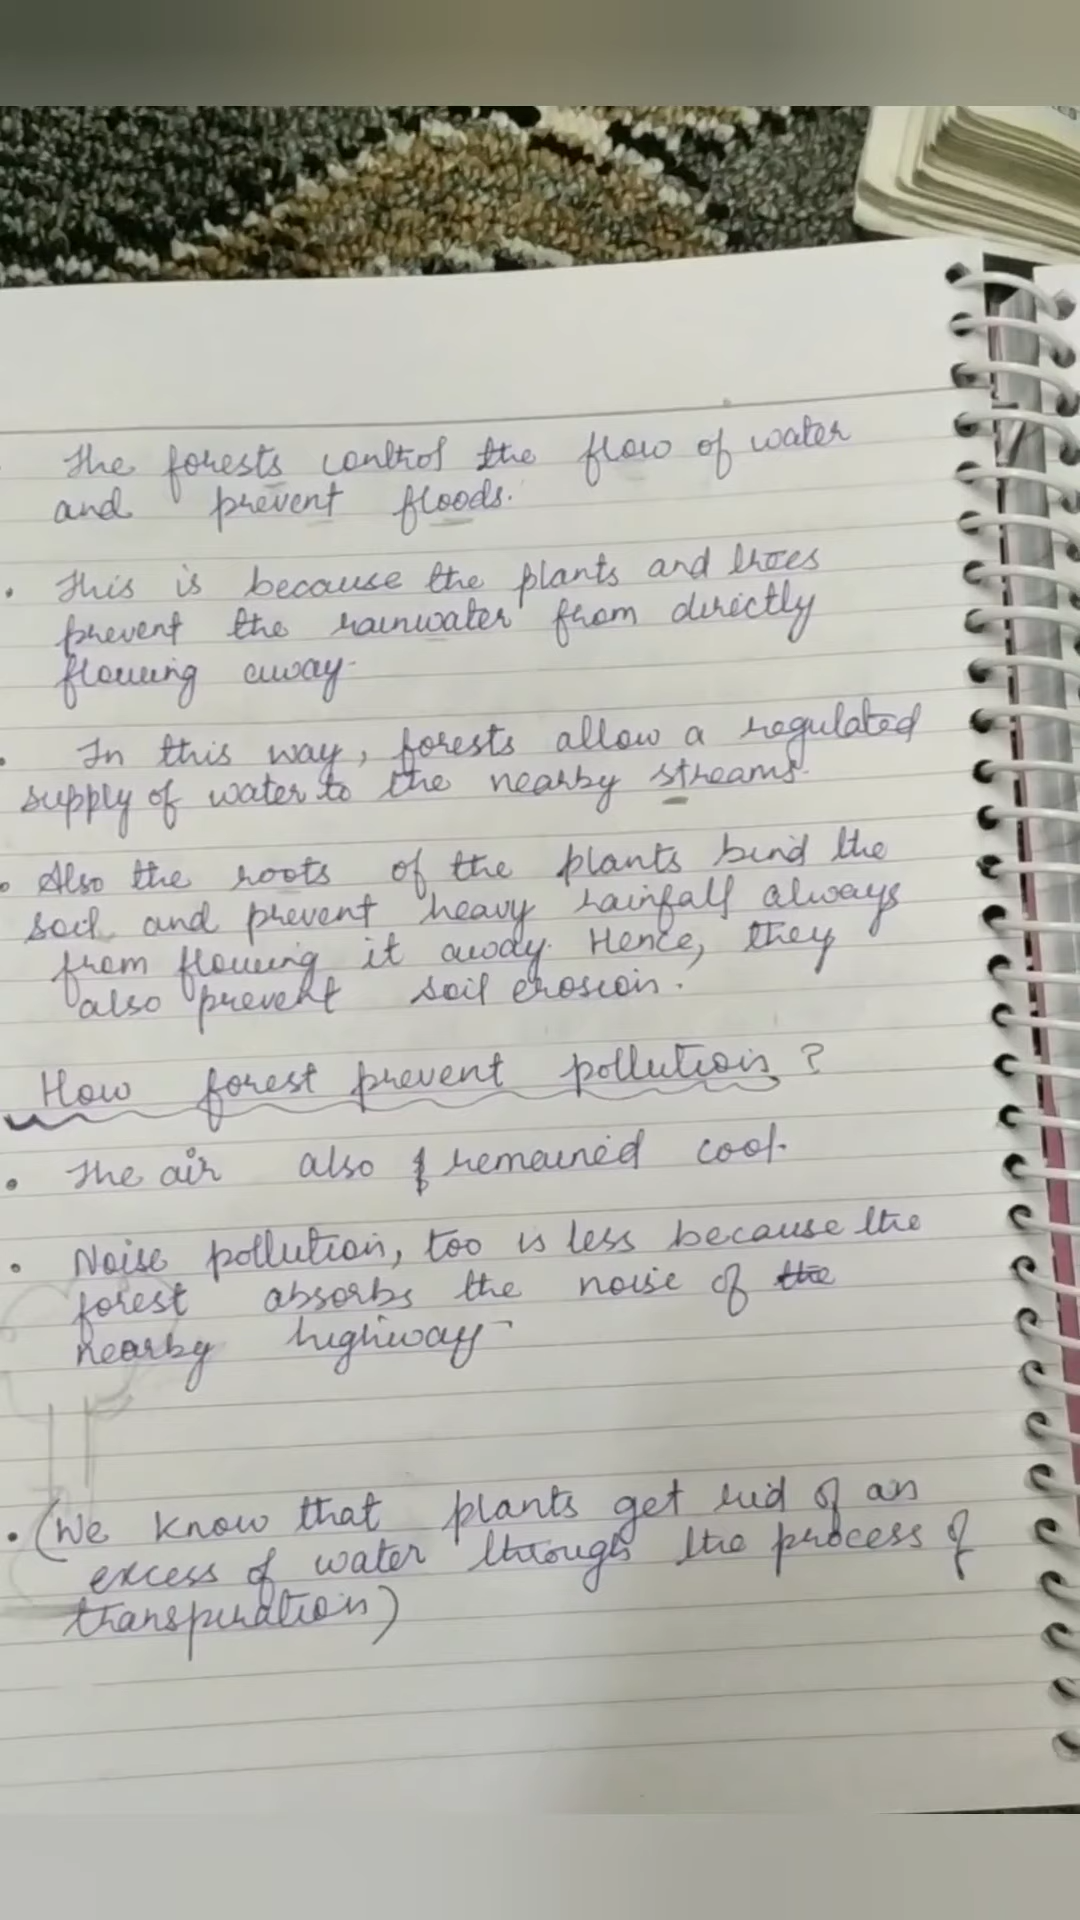 The forests control the flow of water
and prevent floods.
• This is because the plants and trees
prevent the rainwater from directly
flowing away.
• In this way, forests allow a regulated
supply of water to the nearby streams.
• Also the roots of the plants bind the
soil and prevent heavy rainfall always
from flowing it away. Hence, they
also prevent soil erosion.
How forest prevent pollution?
• The air also remained cool.
• Noise pollution, too is less because the
forest absorbs the noise of the
nearby highway
• (We know that plants get rid of an
excess of water through the process of
transpiration)